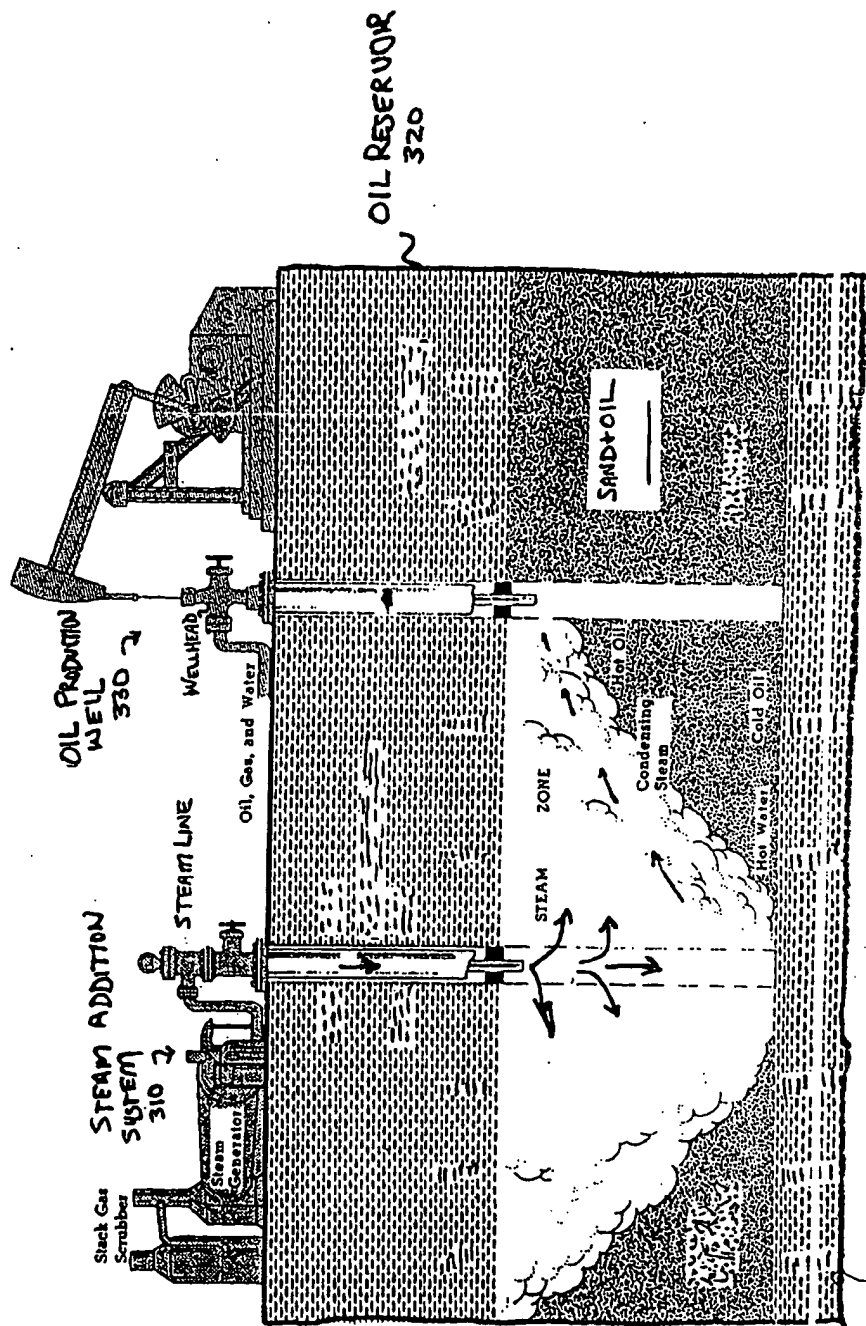 Stack Gas
Scrubber
STEAM ADDITION
SYSTEM
310
Steam
Generator
STEAM LINE
OIL PRODUCTION
WELL
330
WELLHEAD
Oil, Gas, and Water
OIL RESERVOIR
320
STEAM ZONE
SAND+OIL
Hot Oil
Condensing
Steam
Hot Water
Cold Oil